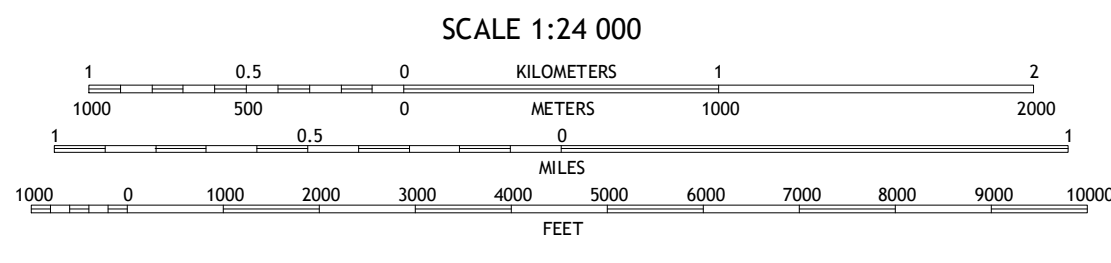 SCALE 1:24 000
1 0.5 0 KILOMETERS 1 2
1000 500 0 METERS 1000 2000
1 0.5 0 1
MILES
1000 0 1000 2000 3000 4000 5000 6000 7000 8000 9000 10000
FEET